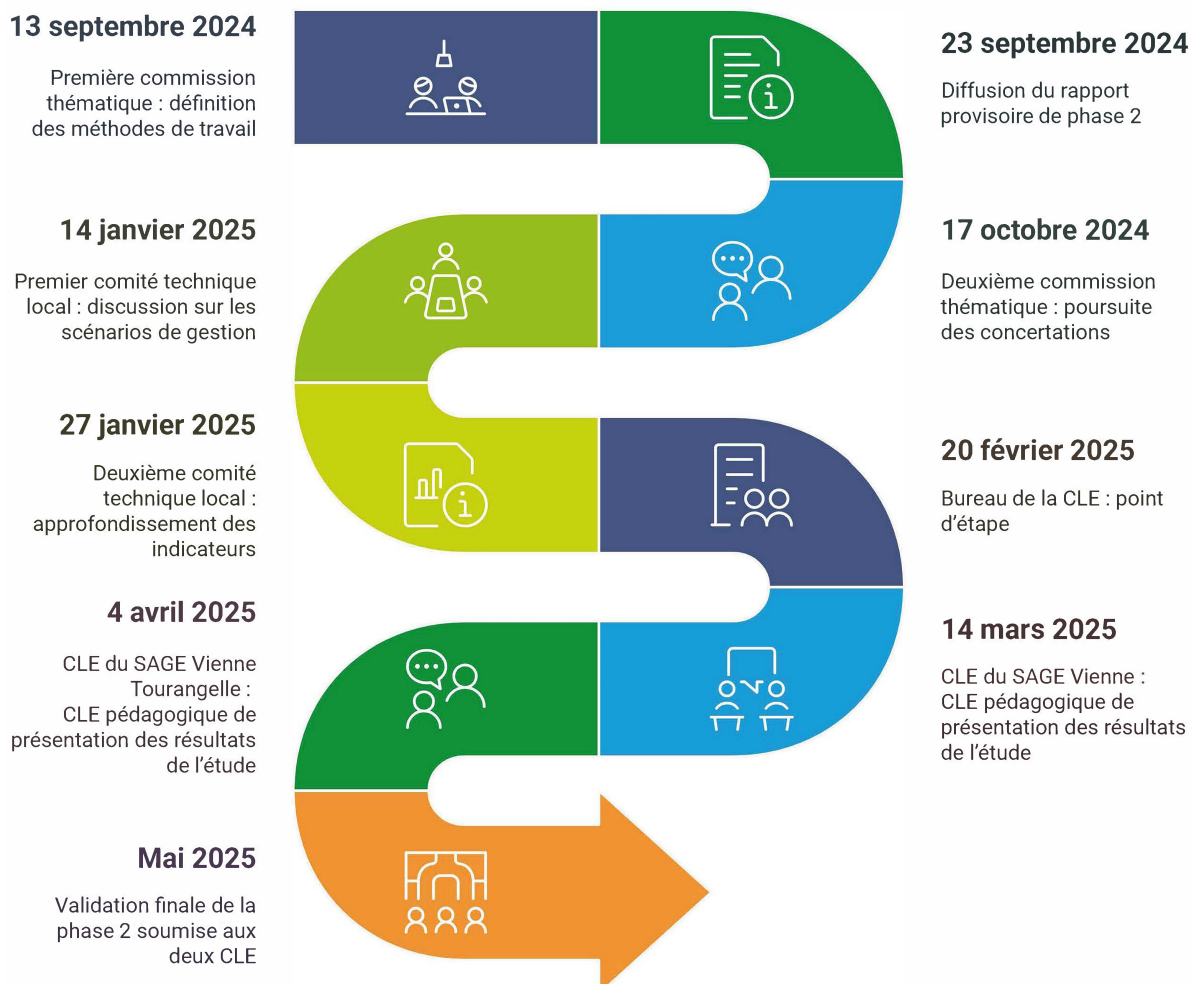 13 septembre 2024
Première commission
thématique : définition
des méthodes de travail
23 septembre 2024
Diffusion du rapport
provisoire de phase 2
17 octobre 2024
Deuxième commission
thématique : poursuite
des concertations
14 janvier 2025
Premier comité technique
local : discussion sur les
scénarios de gestion
27 janvier 2025
Deuxième comité
technique local :
approfondissement des
indicateurs
20 février 2025
Bureau de la CLE : point
d’étape
14 mars 2025
CLE du SAGE Vienne :
CLE pédagogique de
présentation des résultats
de l’étude
4 avril 2025
CLE du SAGE Vienne
Tourangelle :
CLE pédagogique de
présentation des résultats
de l’étude
Mai 2025
Validation finale de la
phase 2 soumise aux
deux CLE